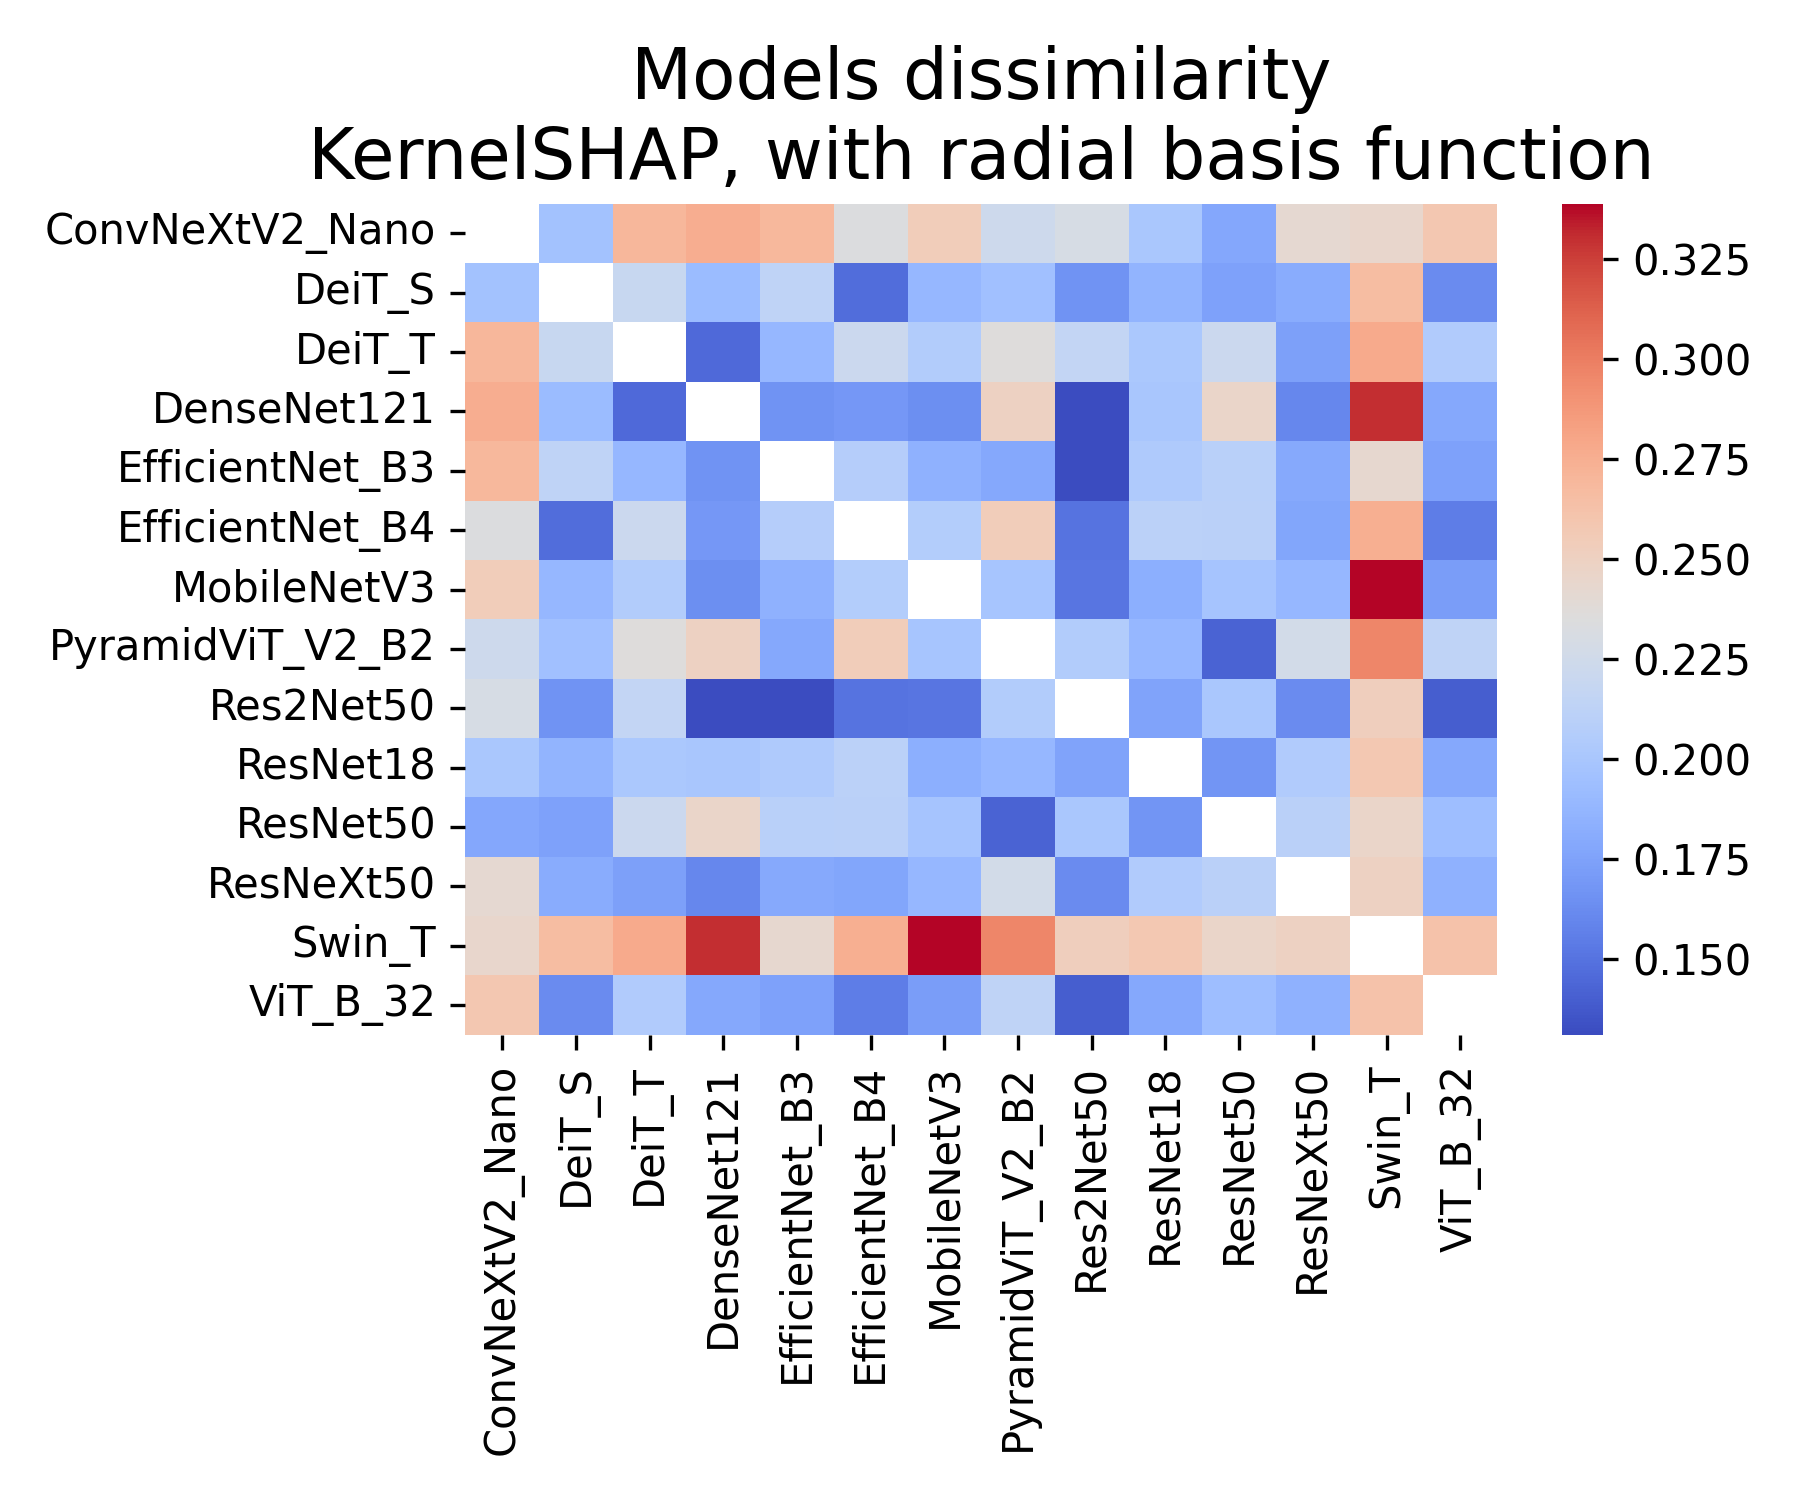 Models dissimilarity
KernelSHAP, with radial basis function
ConvNeXtV2_Nano
DeiT_S
DeiT_T
DenseNet121
EfficientNet_B3
EfficientNet_B4
MobileNetV3
PyramidViT_V2_B2
Res2Net50
ResNet18
ResNet50
ResNeXt50
Swin_T
ViT_B_32
ConvNeXtV2_Nano
DeiT_S
DeiT_T
DenseNet121
EfficientNet_B3
EfficientNet_B4
MobileNetV3
PyramidViT_V2_B2
Res2Net50
ResNet18
ResNet50
ResNeXt50
Swin_T
ViT_B_32
0.325
0.300
0.275
0.250
0.225
0.200
0.175
0.150